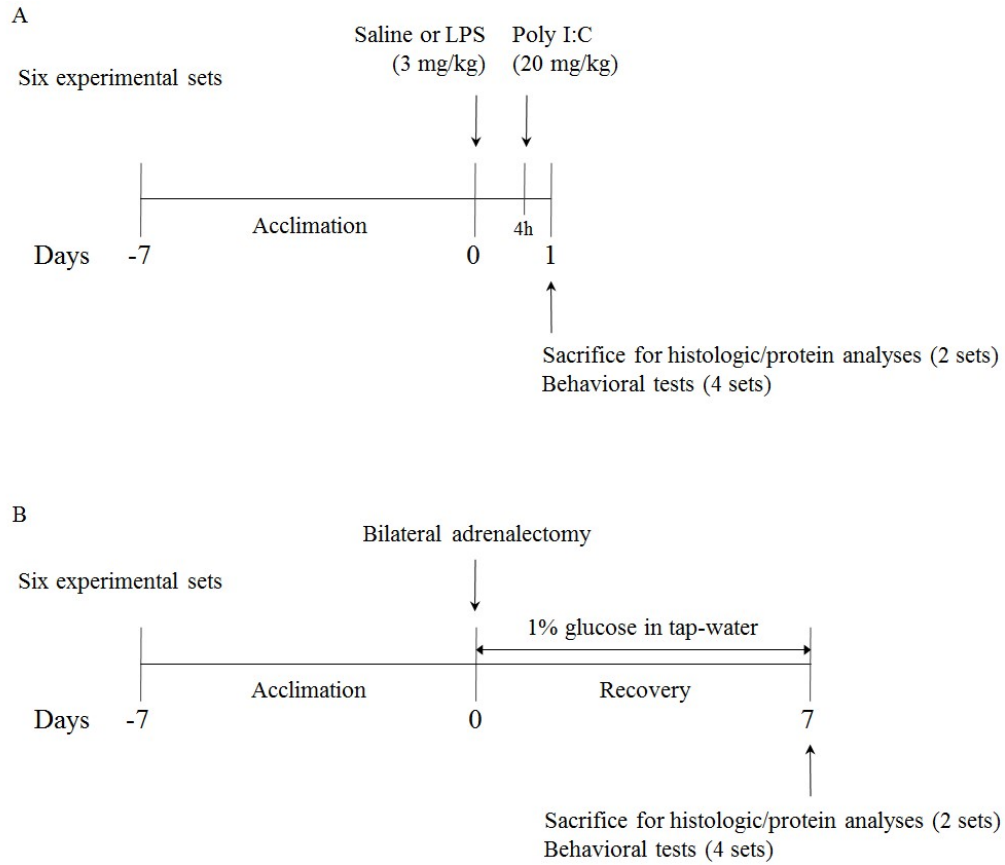 A
Saline or LPS
(3 mg/kg)
Poly I:C
(20 mg/kg)
Six experimental sets
Acclimation
4h
Days -7 0 1
Sacrifice for histologic/protein analyses (2 sets)
Behavioral tests (4 sets)
B
Bilateral adrenalectomy
Six experimental sets
1% glucose in tap-water
Acclimation Recovery
Days -7 0 7
Sacrifice for histologic/protein analyses (2 sets)
Behavioral tests (4 sets)